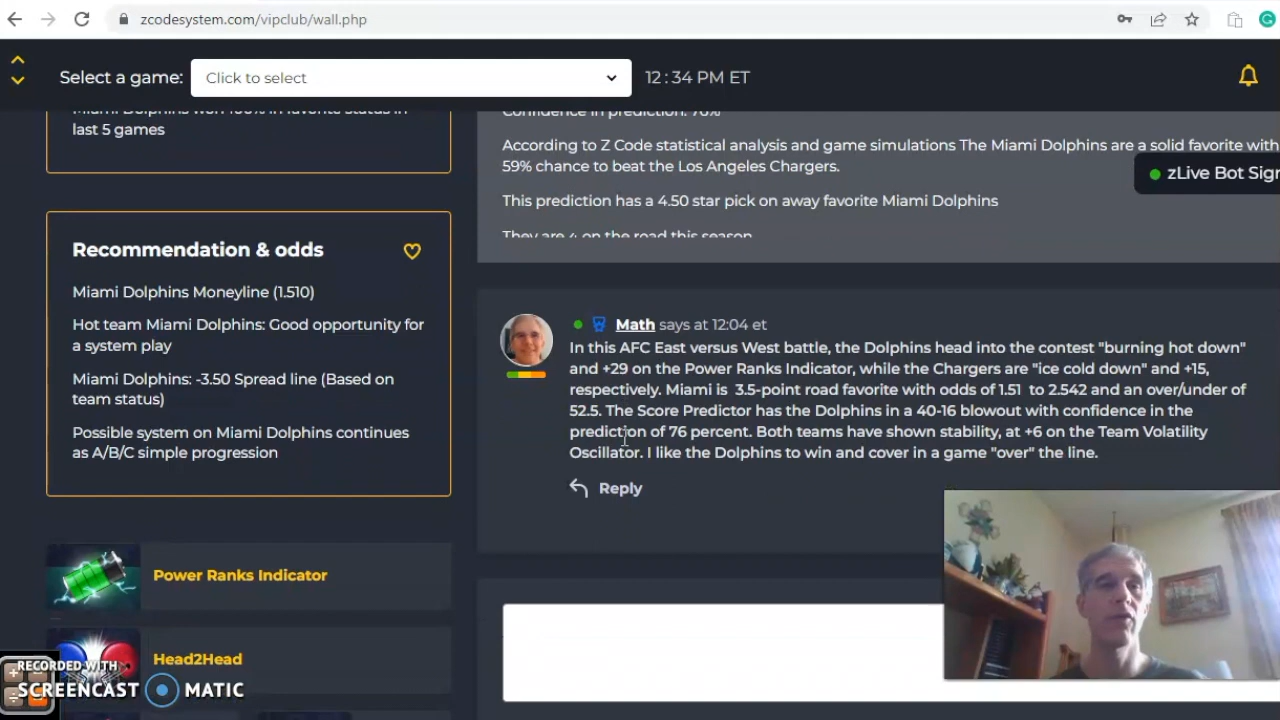 zcodesystem.com/vipclub/wall.php
Select a game: Click to select 12:34 PM ET
Miami Dolphins won 100% in favorite status in
last 5 games
Recommendation & odds
Miami Dolphins Moneyline (1.510)
Hot team Miami Dolphins: Good opportunity for
a system play
Miami Dolphins: -3.50 Spread line (Based on
team status)
Possible system on Miami Dolphins continues
as A/B/C simple progression
Power Ranks Indicator
Head2Head
Confidence in prediction: 76%
According to Z Code statistical analysis and game simulations The Miami Dolphins are a solid favorite with
59% chance to beat the Los Angeles Chargers.
zLive Bot Sign
This prediction has a 4.50 star pick on away favorite Miami Dolphins
They are 4 on the road this season
Math says at 12:04 et
In this AFC East versus West battle, the Dolphins head into the contest "burning hot down"
and +29 on the Power Ranks Indicator, while the Chargers are "ice cold down" and +15,
respectively. Miami is 3.5-point road favorite with odds of 1.51 to 2.542 and an over/under of
52.5. The Score Predictor has the Dolphins in a 40-16 blowout with confidence in the
prediction of 76 percent. Both teams have shown stability, at +6 on the Team Volatility
Oscillator. I like the Dolphins to win and cover in a game "over" the line.
Reply
RECORDED WITH
SCREENCAST MATIC